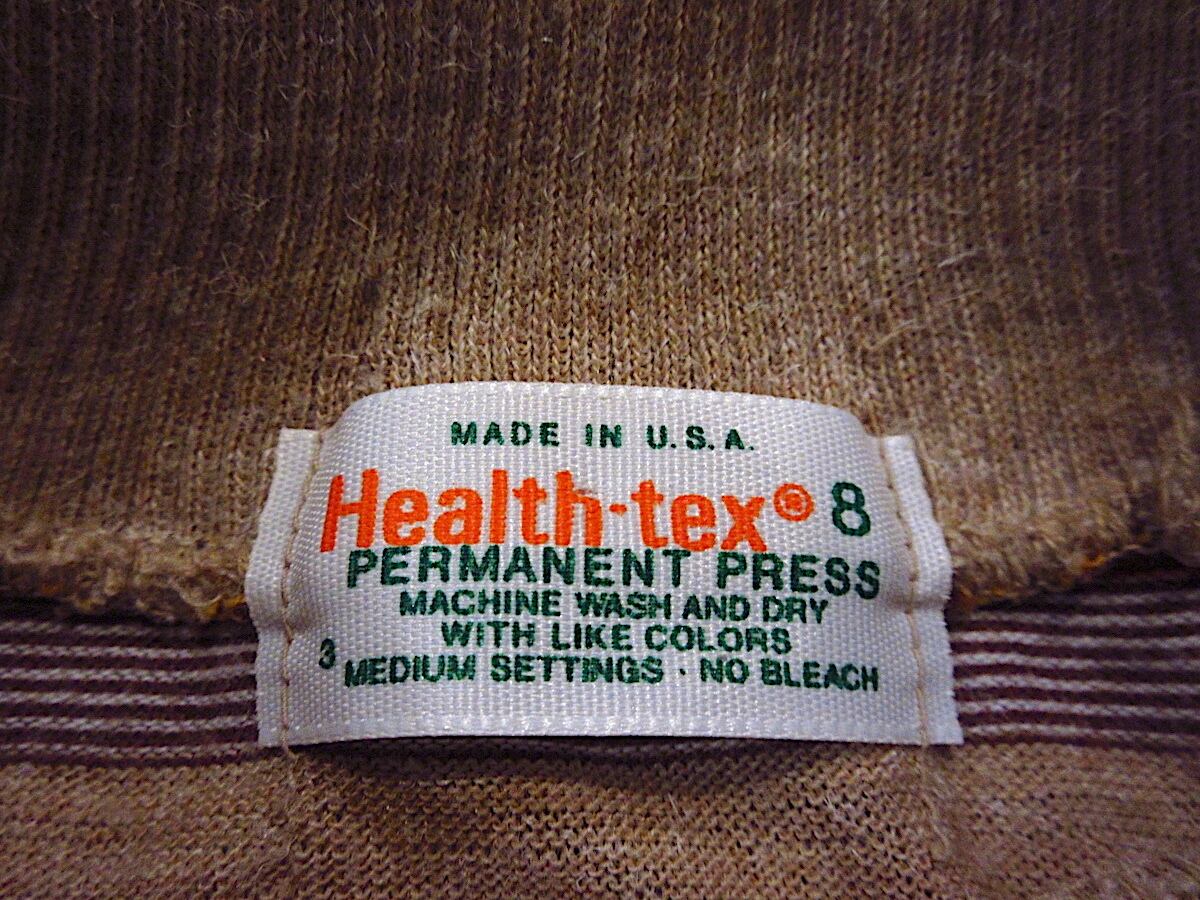 MADE IN U.S.A.
Health-tex® 8
PERMANENT PRESS
MACHINE WASH AND DRY
WITH LIKE COLORS
3 MEDIUM SETTINGS · NO BLEACH